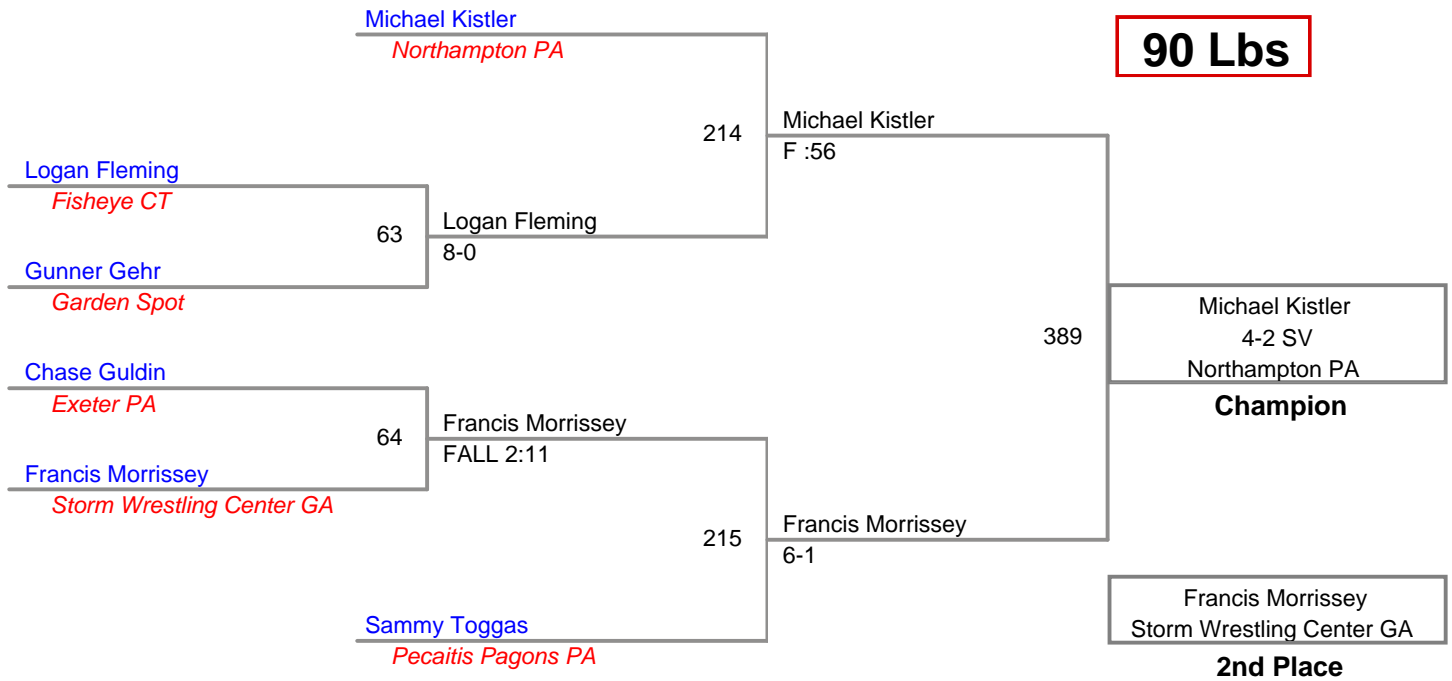 Michael Kistler
Northampton PA
90 Lbs
214
Michael Kistler
F :56
Logan Fleming
Fisheye CT
63
Logan Fleming
8-0
Gunner Gehr
Garden Spot
389
Michael Kistler
4-2 SV
Northampton PA
Champion
Chase Guldin
Exeter PA
64
Francis Morrissey
FALL 2:11
Francis Morrissey
Storm Wrestling Center GA
215
Francis Morrissey
6-1
Sammy Toggas
Pecaitis Pagons PA
Francis Morrissey
Storm Wrestling Center GA
2nd Place